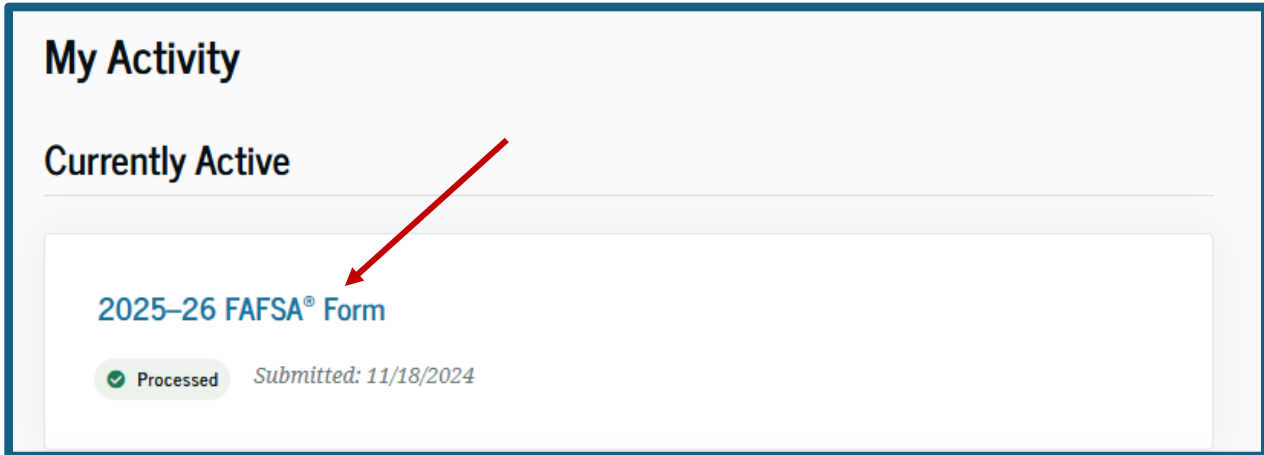 My Activity
Currently Active
2025–26 FAFSA® Form
Processed Submitted: 11/18/2024